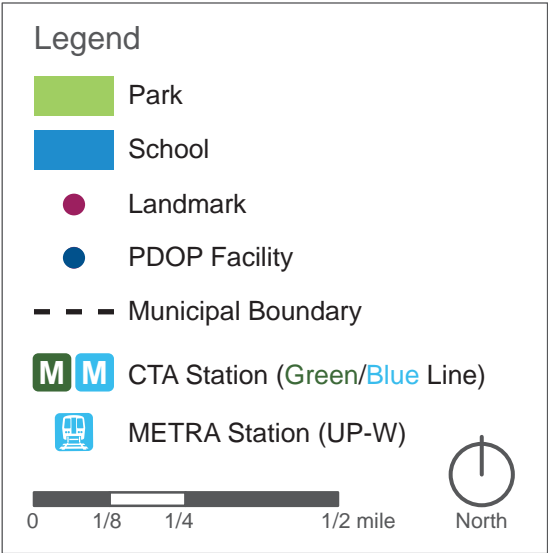 Legend
Park
School
Landmark
PDOP Facility
Municipal Boundary
M M CTA Station (Green/Blue Line)
METRA Station (UP-W)
0 1/8 1/4 1/2 mile North